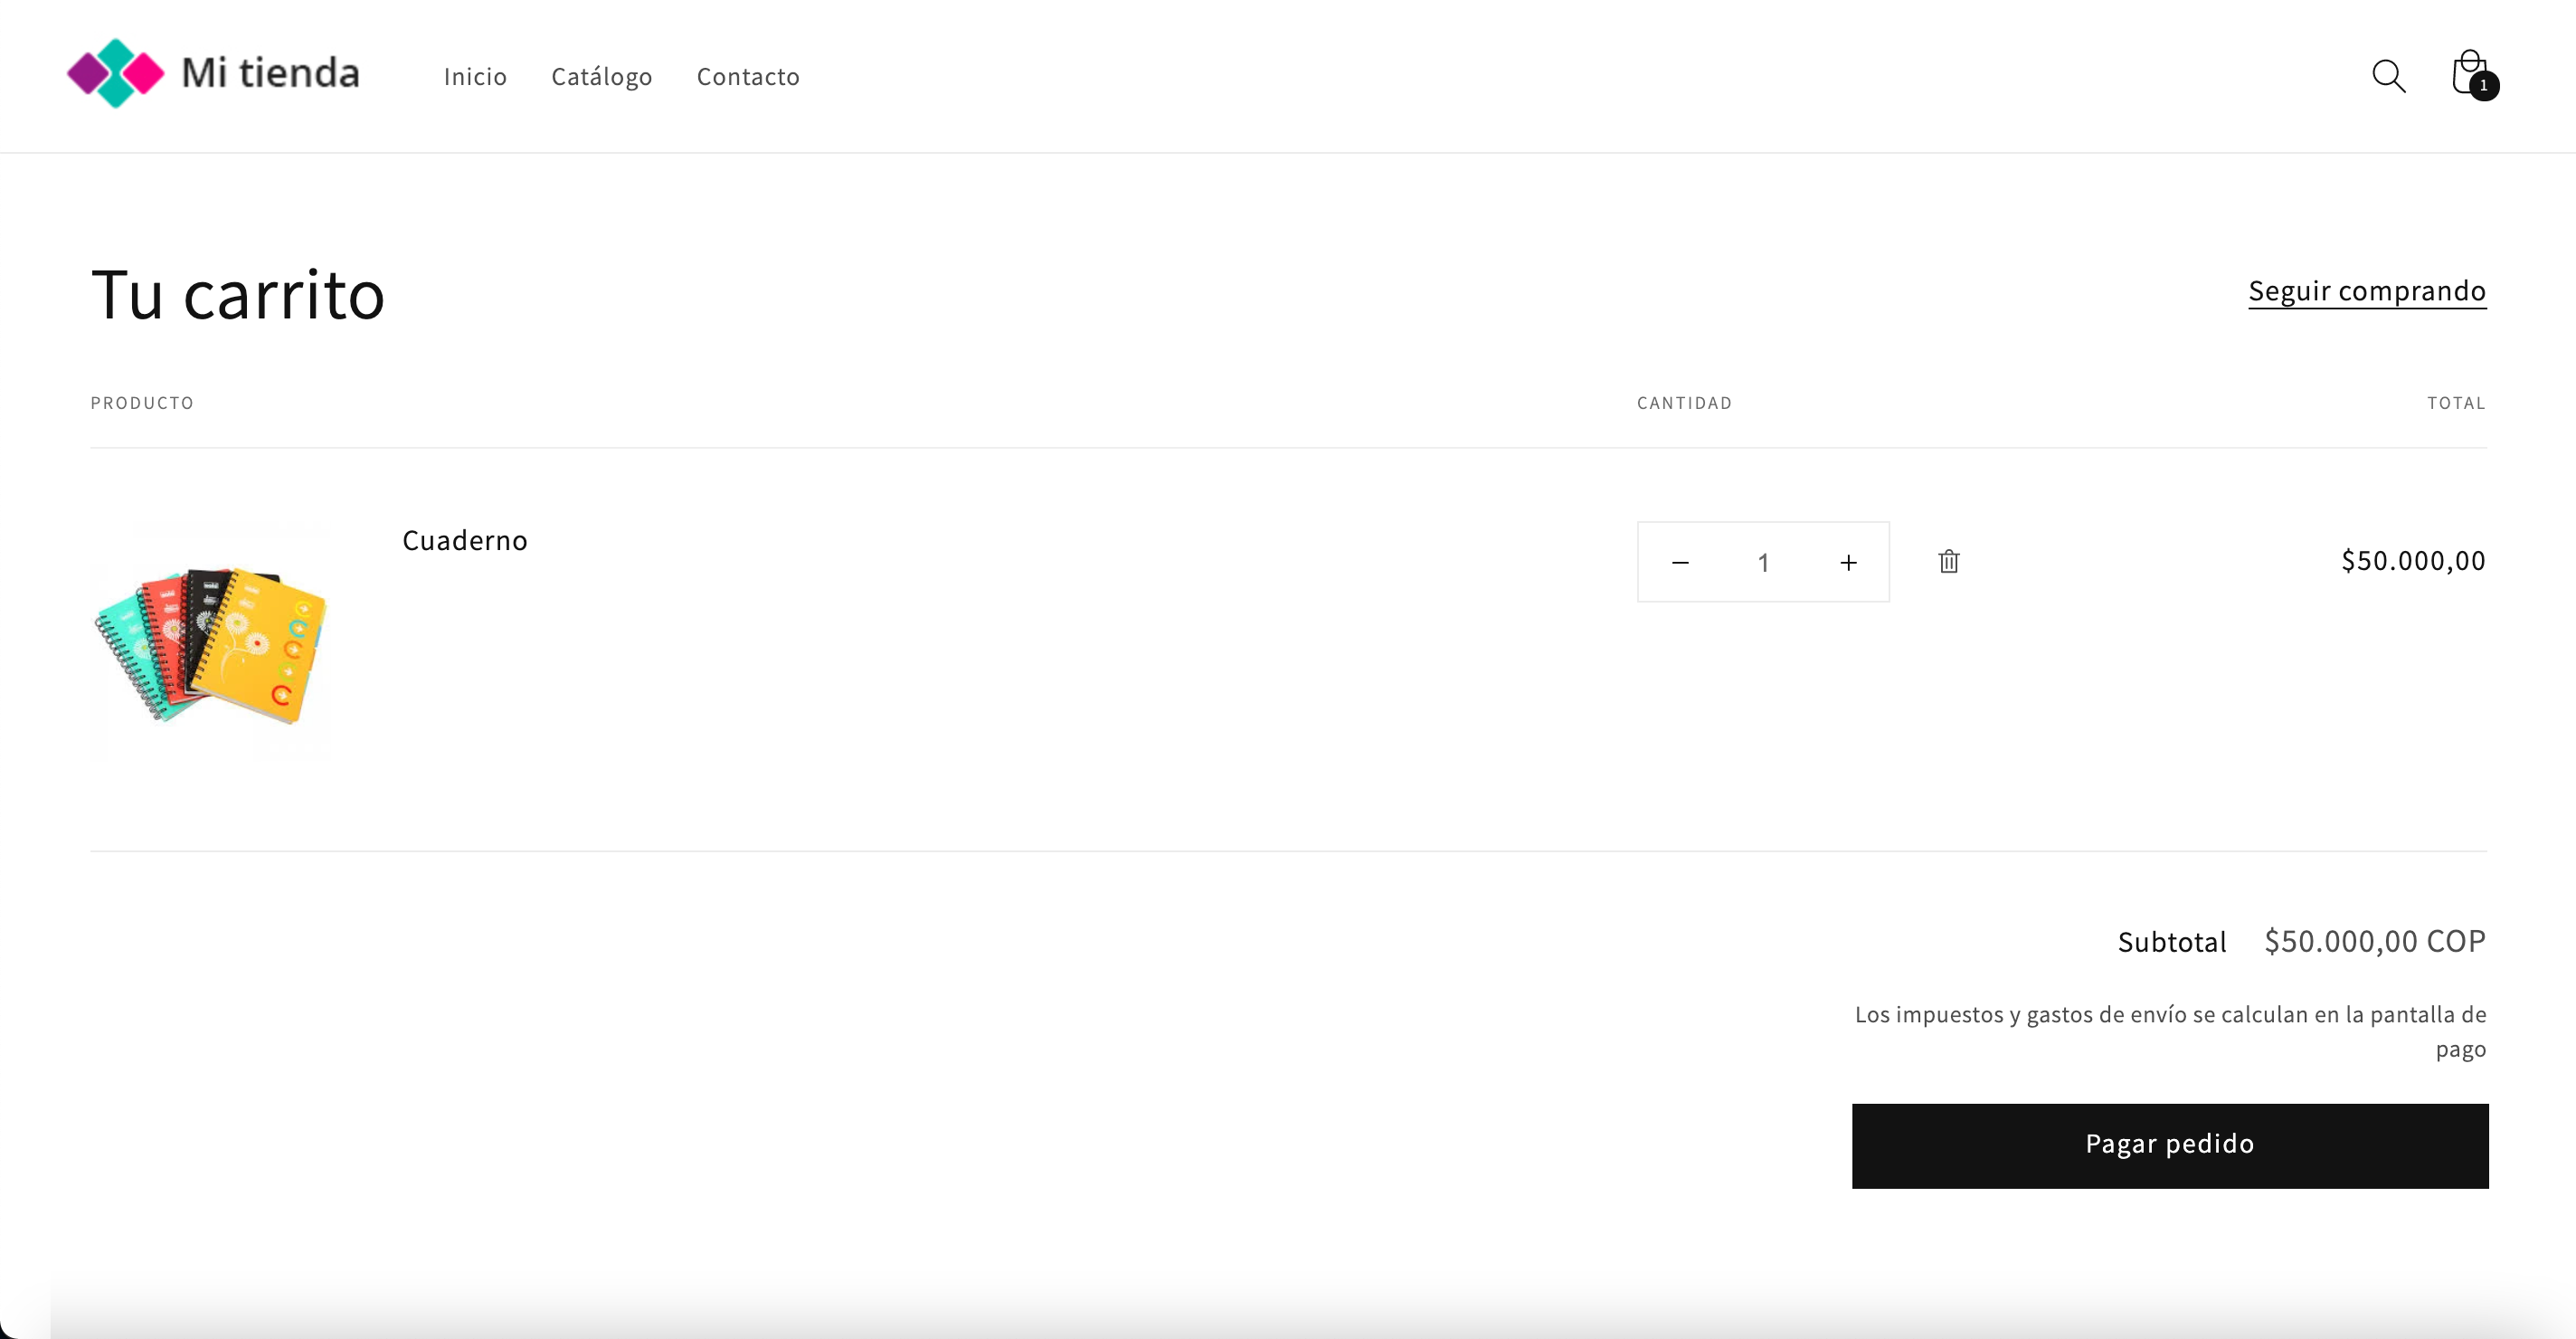 Mi tienda
Inicio Catálogo Contacto
1
Tu carrito
Seguir comprando
PRODUCTO CANTIDAD TOTAL
Cuaderno
− 1 +
$50.000,00
Subtotal $50.000,00 COP
Los impuestos y gastos de envío se calculan en la pantalla de
pago
Pagar pedido